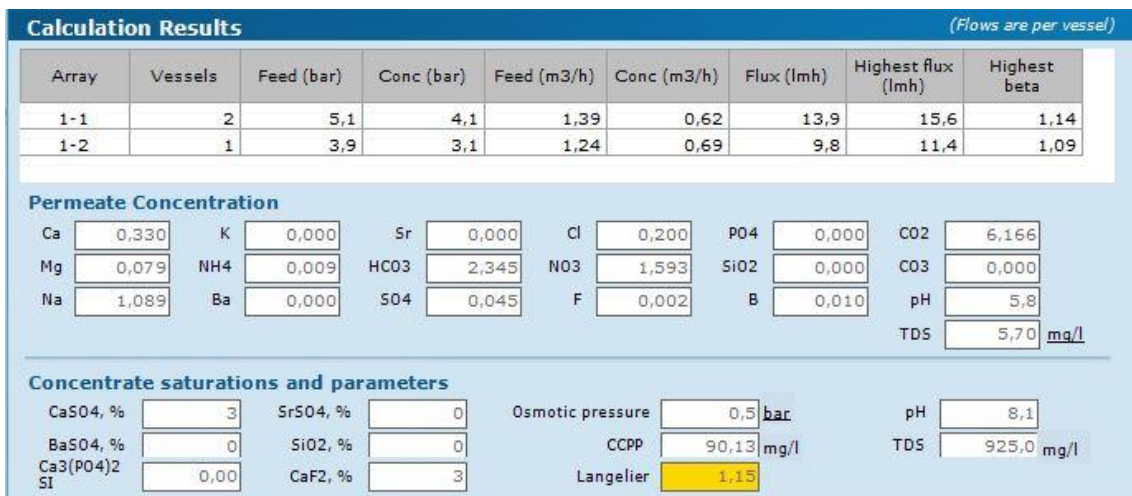 Calculation Results (Flows are per vessel)
Array Vessels Feed (bar) Conc (bar) Feed (m3/h) Conc (m3/h) Flux (lmh) Highest flux (lmh) Highest beta
1-1 2 5,1 4,1 1,39 0,62 13,9 15,6 1,14
1-2 1 3,9 3,1 1,24 0,69 9,8 11,4 1,09
Permeate Concentration
Ca 0,330 K 0,000 Sr 0,000 Cl 0,200 PO4 0,000 CO2 6,166
Mg 0,079 NH4 0,009 HCO3 2,345 NO3 1,593 SiO2 0,000 CO3 0,000
Na 1,089 Ba 0,000 SO4 0,045 F 0,002 B 0,010 pH 5,8
TDS 5,70 mg/l
Concentrate saturations and parameters
CaSO4, % 3 SrSO4, % 0 Osmotic pressure 0,5 bar pH 8,1
BaSO4, % 0 SiO2, % 0 CCPP 90,13 mg/l TDS 925,0 mg/l
Ca3(PO4)2 SI 0,00 CaF2, % 3 Langelier 1,15